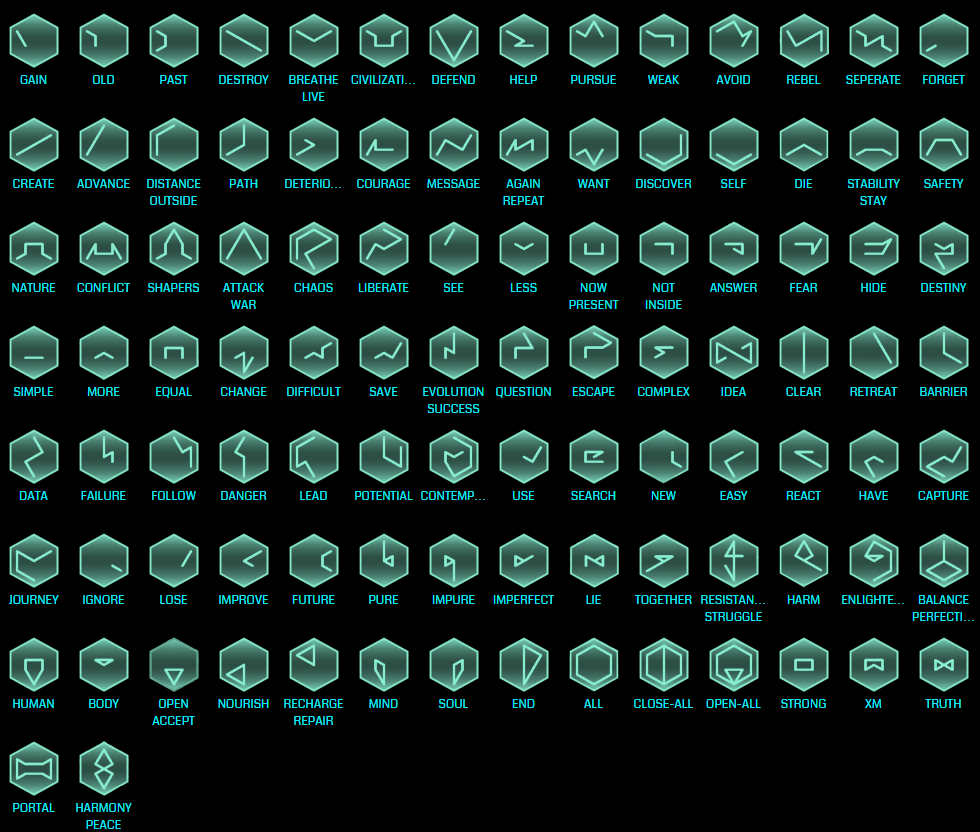 GAIN OLD PAST DESTROY BREATHE LIVE CIVILIZATI... DEFEND HELP PURSUE WEAK AVOID REBEL SEPERATE FORGET
CREATE ADVANCE DISTANCE OUTSIDE PATH DETERIO... COURAGE MESSAGE AGAIN REPEAT WANT DISCOVER SELF DIE STABILITY STAY SAFETY
NATURE CONFLICT SHAPERS ATTACK WAR CHAOS LIBERATE SEE LESS NOW PRESENT NOT INSIDE ANSWER FEAR HIDE DESTINY
SIMPLE MORE EQUAL CHANGE DIFFICULT SAVE EVOLUTION SUCCESS QUESTION ESCAPE COMPLEX IDEA CLEAR RETREAT BARRIER
DATA FAILURE FOLLOW DANGER LEAD POTENTIAL CONTEMP... USE SEARCH NEW EASY REACT HAVE CAPTURE
JOURNEY IGNORE LOSE IMPROVE FUTURE PURE IMPURE IMPERFECT LIE TOGETHER RESISTAN... STRUGGLE HARM ENLIGHTE... BALANCE PERFECTI...
HUMAN BODY OPEN ACCEPT NOURISH RECHARGE REPAIR MIND SOUL END ALL CLOSE-ALL OPEN-ALL STRONG XM TRUTH
PORTAL HARMONY PEACE